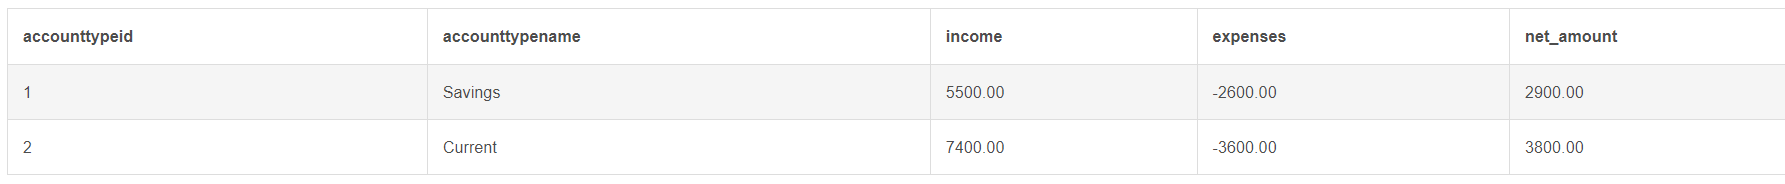 accounttypeid accounttypename income expenses net_amount
1 Savings 5500.00 -2600.00 2900.00
2 Current 7400.00 -3600.00 3800.00